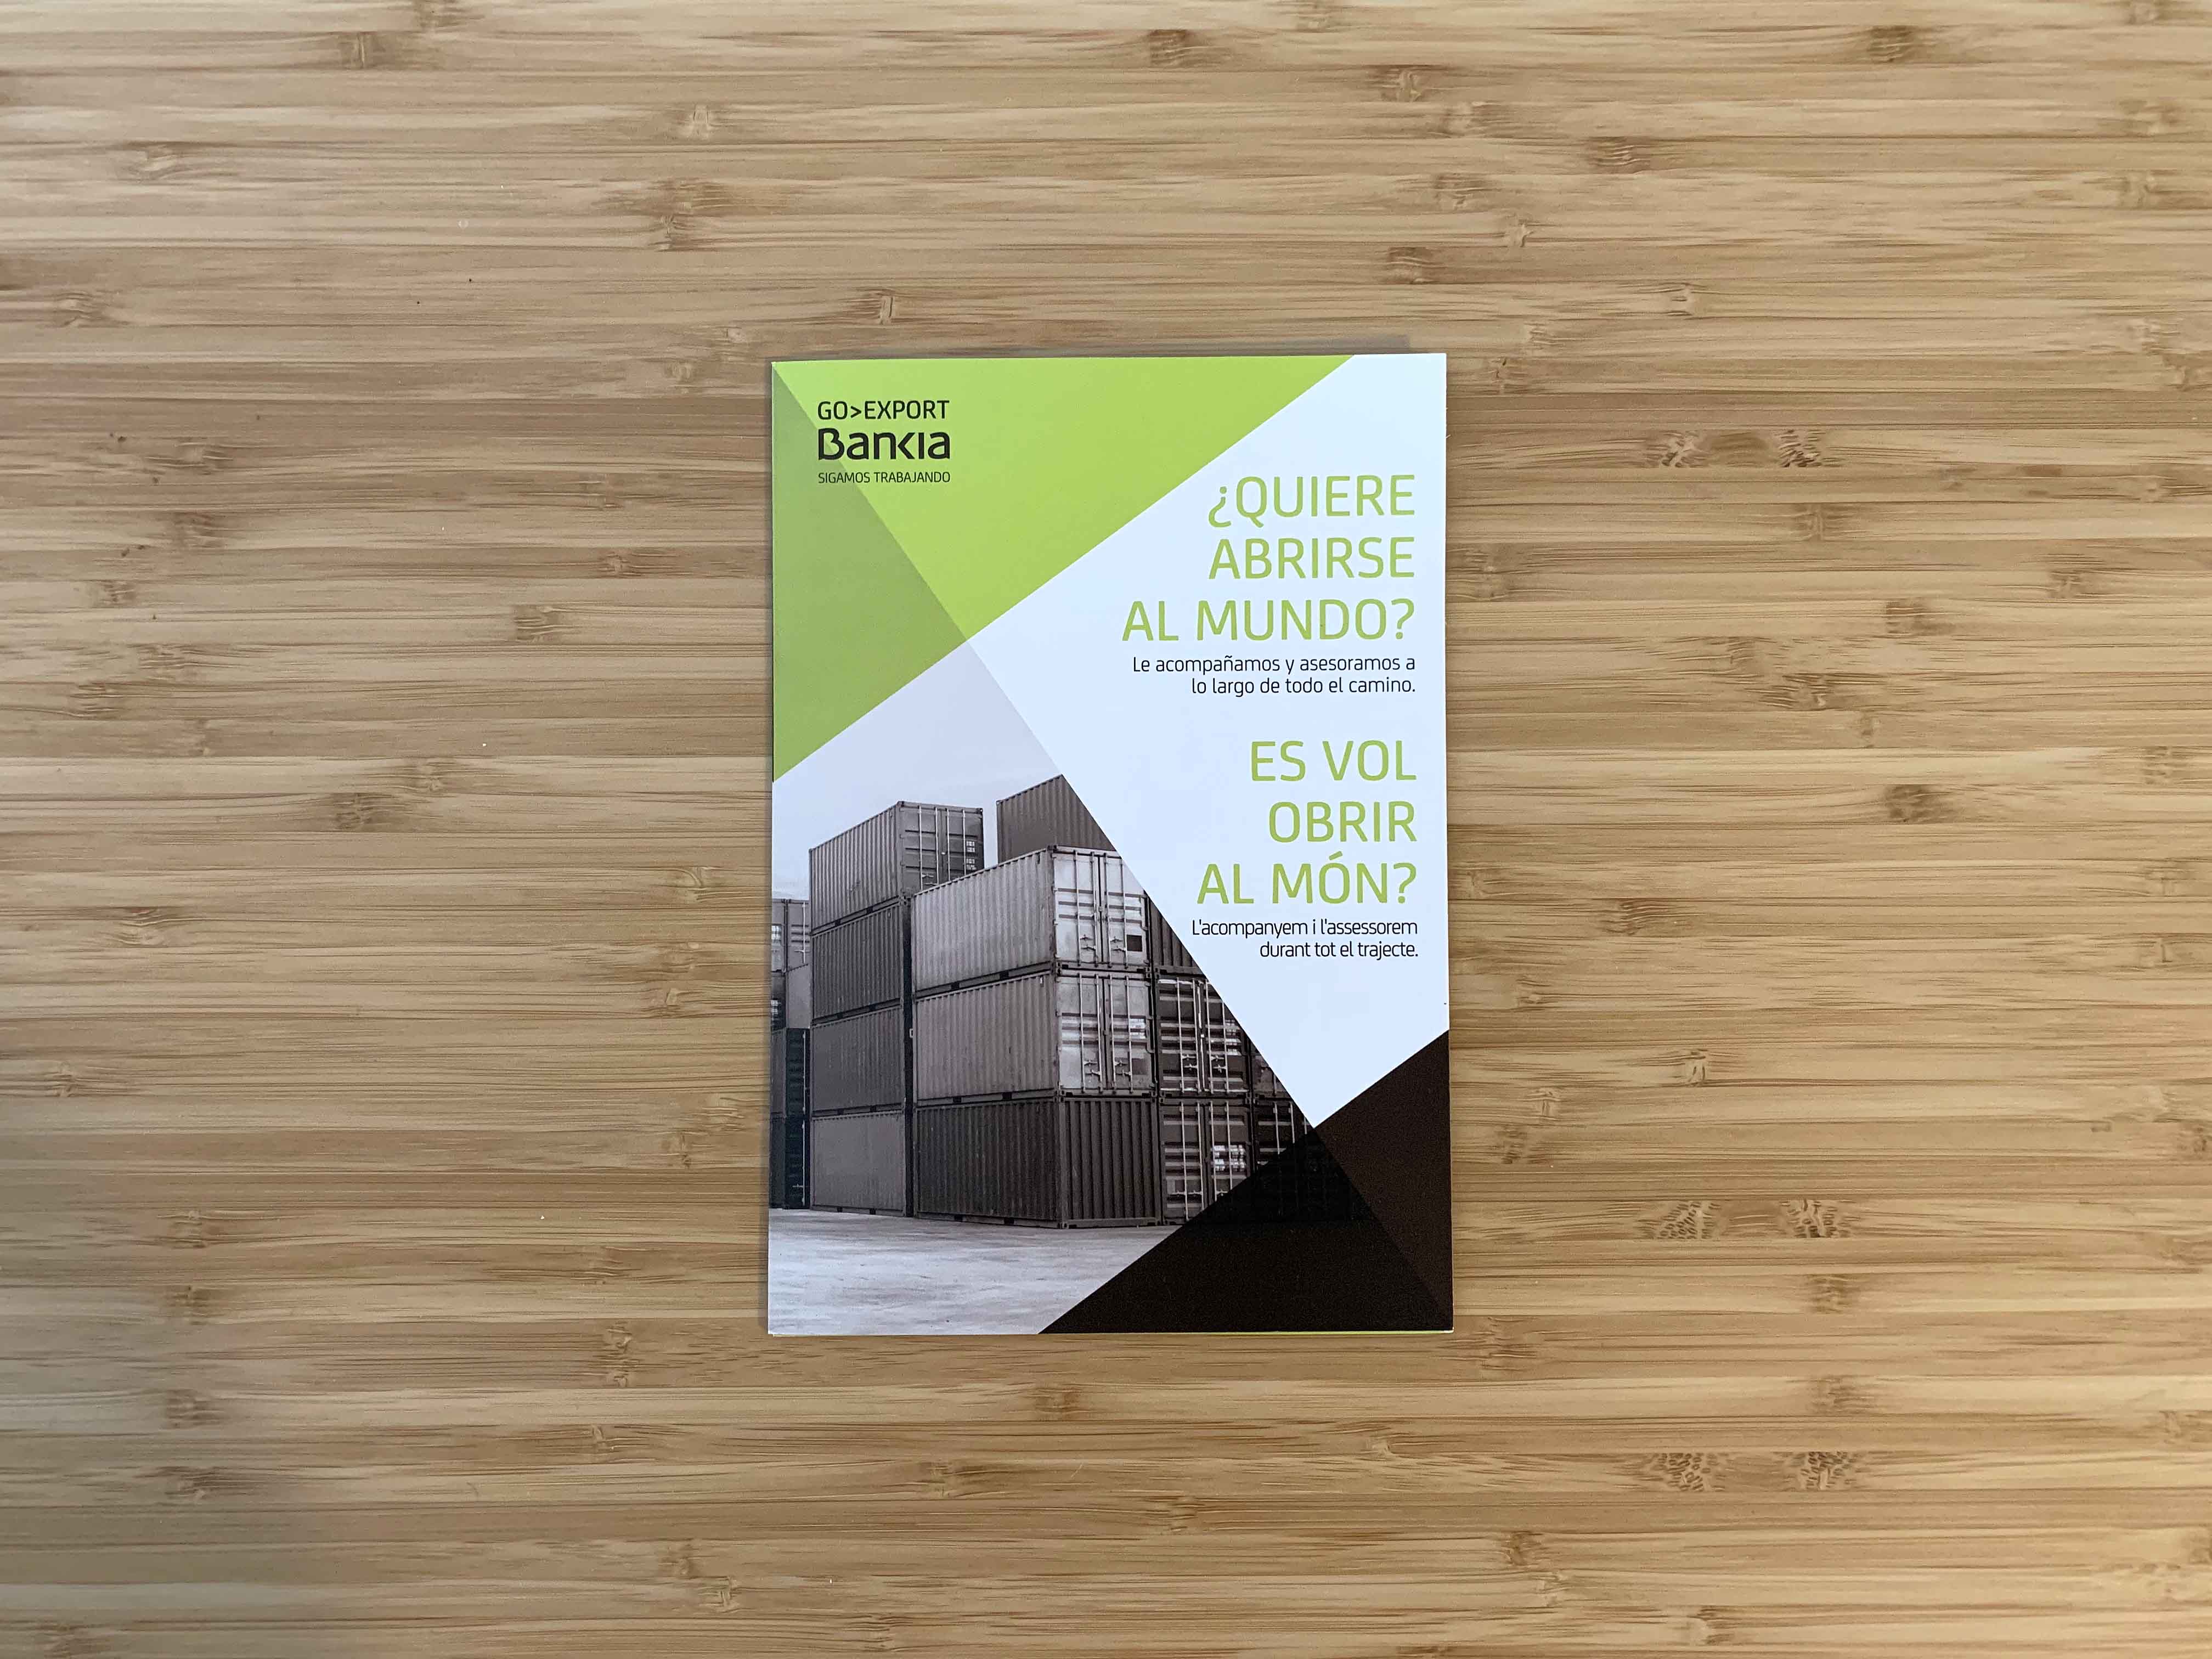 GO>EXPORT
Bankia
SIGAMOS TRABAJANDO
¿QUIERE
ABRIRSE
AL MUNDO?
Le acompañamos y asesoramos a
lo largo de todo el camino.
ES VOL
OBRIR
AL MÓN?
L'acompanyem i l'assessorem
durant tot el trajecte.